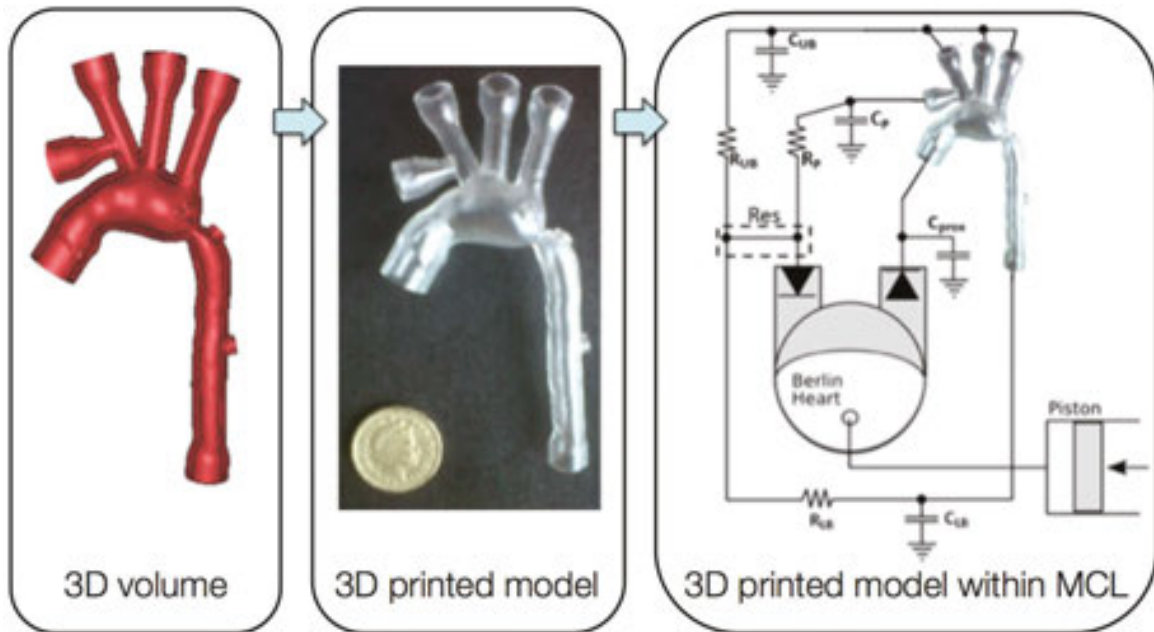 C_UB
C_P
R_UB
R_P
Res
C_prox
Berlin
Heart
Piston
R_LB
C_LB
3D volume
3D printed model
3D printed model within MCL